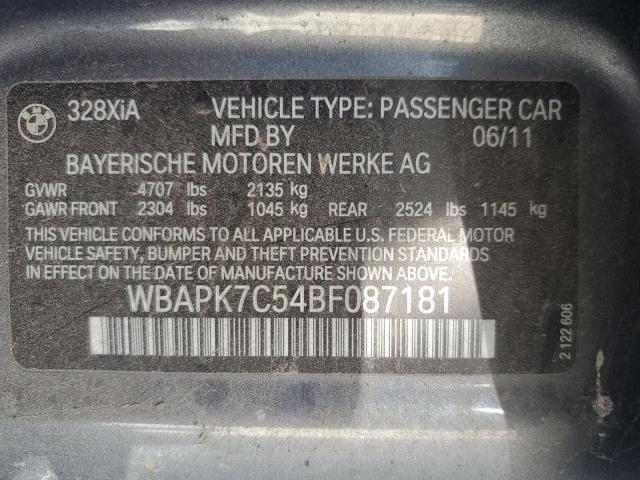 328XiA VEHICLE TYPE: PASSENGER CAR
MFD BY 06/11
BAYERISCHE MOTOREN WERKE AG
GVWR 4707 lbs 2135 kg
GAWR FRONT 2304 lbs 1045 kg REAR 2524 lbs 1145 kg
THIS VEHICLE CONFORMS TO ALL APPLICABLE U.S. FEDERAL MOTOR
VEHICLE SAFETY, BUMPER AND THEFT PREVENTION STANDARDS
IN EFFECT ON THE DATE OF MANUFACTURE SHOWN ABOVE.
WBAPK7C54BF087181
2 122 606